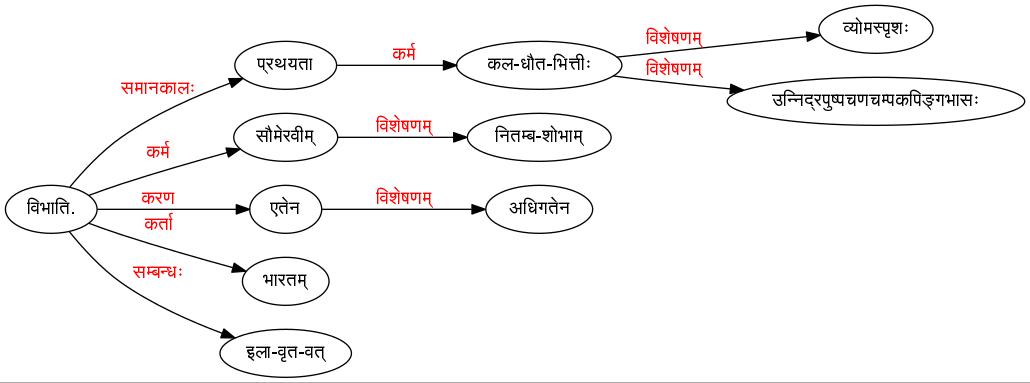 व्योमस्पृशः
विशेषणम्
प्रथयता
कर्म
कल-धौत-भित्तीः
विशेषणम्
उन्निद्रपुष्पचणचम्पकपिङ्गभासः
समानकालः
सौमेरवीम्
विशेषणम्
नितम्ब-शोभाम्
कर्म
विभाति.
करण
एतेन
विशेषणम्
अधिगतेन
कर्ता
भारतम्
सम्बन्धः
इला-वृत-वत्